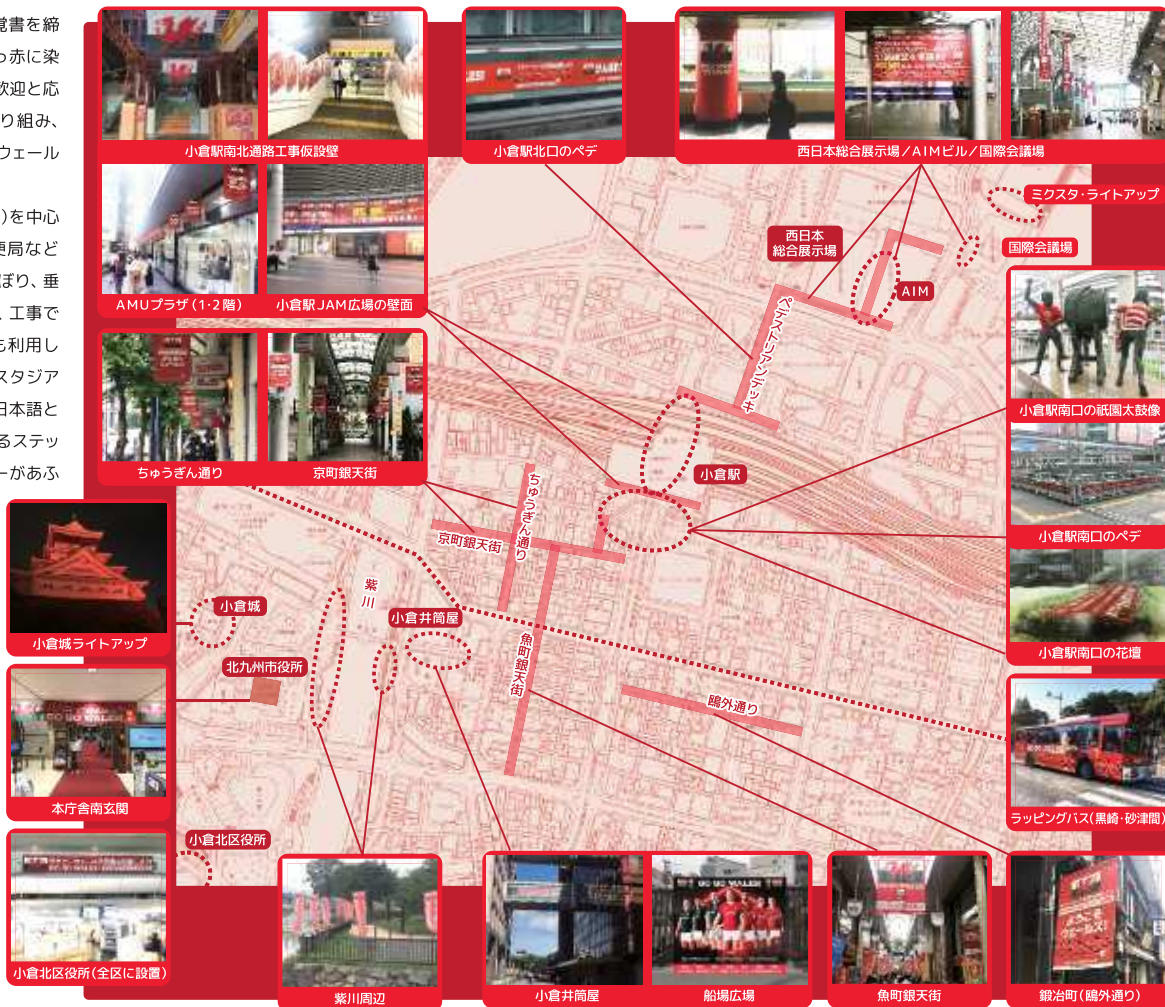 覚書を締
っ赤に染
歓迎と応
り組み、
ウェール
)を中心
便局など
ぼり、垂
、工事で
も利用し
スタジア
日本語と
るステッ
ーがあふ
小倉駅南北通路工事仮設壁
小倉駅北口のペデ
西日本総合展示場／AIMビル／国際会議場
AMUプラザ（1・2階）
小倉駅JAM広場の壁面
ちゅうぎん通り
京町銀天街
ミクスタ・ライトアップ
国際会議場
西日本
総合展示場
AIM
ペデストリアンデッキ
小倉駅
ちゅうぎん通り
京町銀天街
紫川
小倉城
小倉井筒屋
北九州市役所
魚町銀天街
鷗外通り
小倉北区役所
小倉駅南口の祇園太鼓像
小倉駅南口のペデ
小倉駅南口の花壇
ラッピングバス(黒崎・砂津間)
小倉城ライトアップ
本庁舎南玄関
小倉北区役所(全区に設置)
紫川周辺
小倉井筒屋
GO GO WALES!
船場広場
魚町銀天街
ようこそ
ウェールズ!
鍛冶町(鷗外通り)